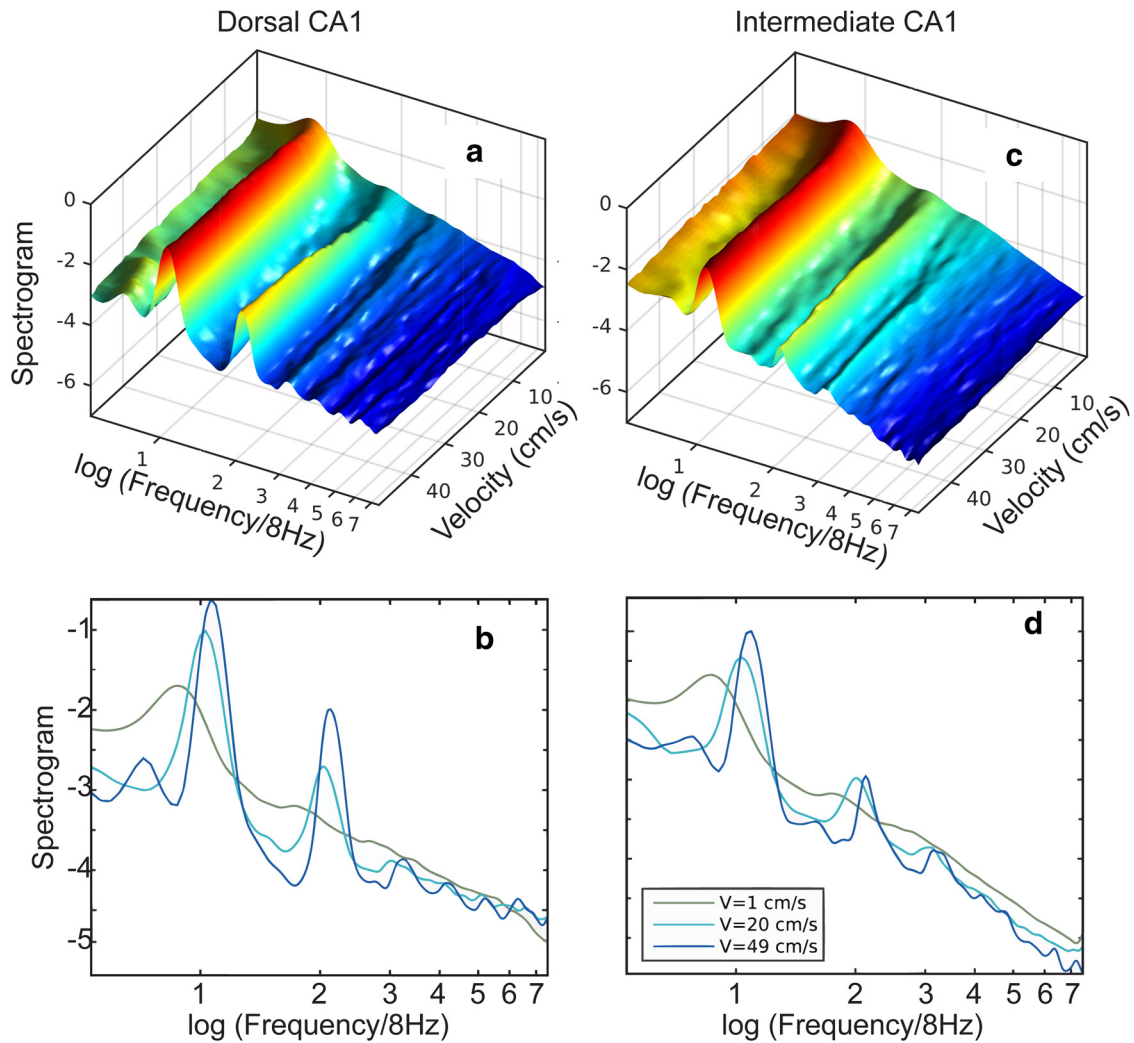 Dorsal CA1
Intermediate CA1
a
Spectrogram
0
-2
-4
-6
1
2
3
4
5
6
7
log (Frequency/8Hz)
10
20
30
40
Velocity (cm/s)
c
0
-2
-4
-6
1
2
3
4
5
6
7
log (Frequency/8Hz)
10
20
30
40
Velocity (cm/s)
b
Spectrogram
-1
-2
-3
-4
-5
1 2 3 4 5 6 7
log (Frequency/8Hz)
d
V=1 cm/s
V=20 cm/s
V=49 cm/s
1 2 3 4 5 6 7
log (Frequency/8Hz)